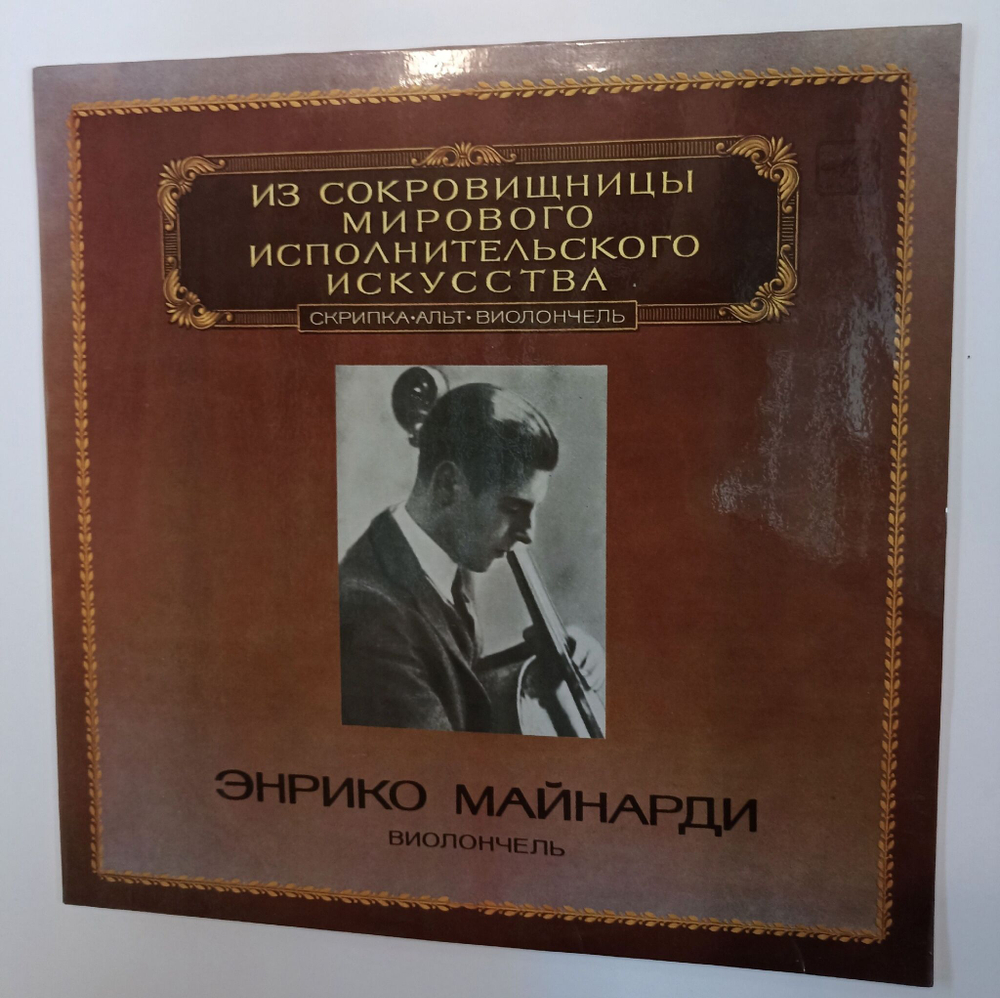 ИЗ СОКРОВИЩНИЦЫ
МИРОВОГО
ИСПОЛНИТЕЛЬСКОГО
ИСКУССТВА
СКРИПКА•АЛЬТ•ВИОЛОНЧЕЛЬ
ЭНРИКО МАЙНАРДИ
ВИОЛОНЧЕЛЬ